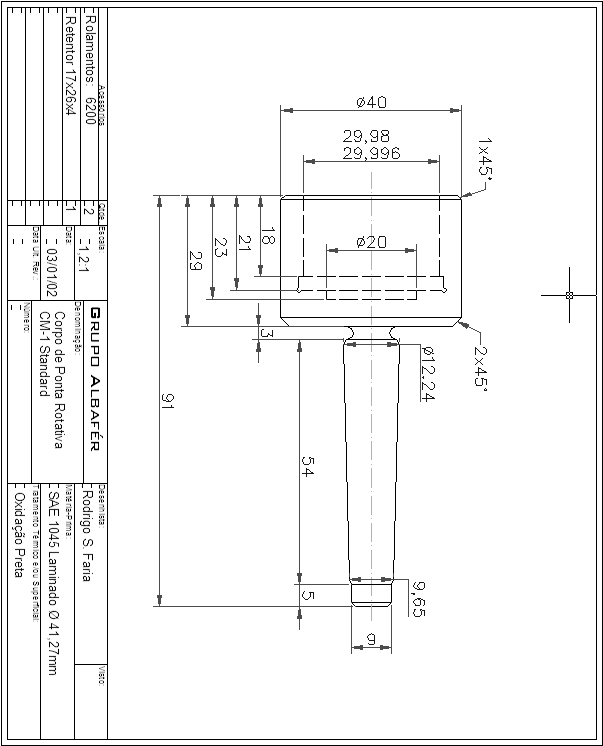 ø40
29,98
29,996
1x45°
ø20
18
21
23
29
3
2x45°
ø12.24
91
54
9,65
5
9
Acessórios
Qtde.
Rolamentos: 6200
2
Retentor 17x26x4
1
Escala:
1.2:1
Data:
03/01/02
Data Ult. Rev.:
GRUPO ALBAFÉR
Denominação:
Corpo de Ponta Rotativa
CM-1 Standard
Número:
Desenhista:
Rodrigo S. Faria
Visto:
Matéria-Prima:
SAE 1045 Laminado Ø 41,27mm
Tratamento Térmico e/ou Superficial:
Oxidação Preta